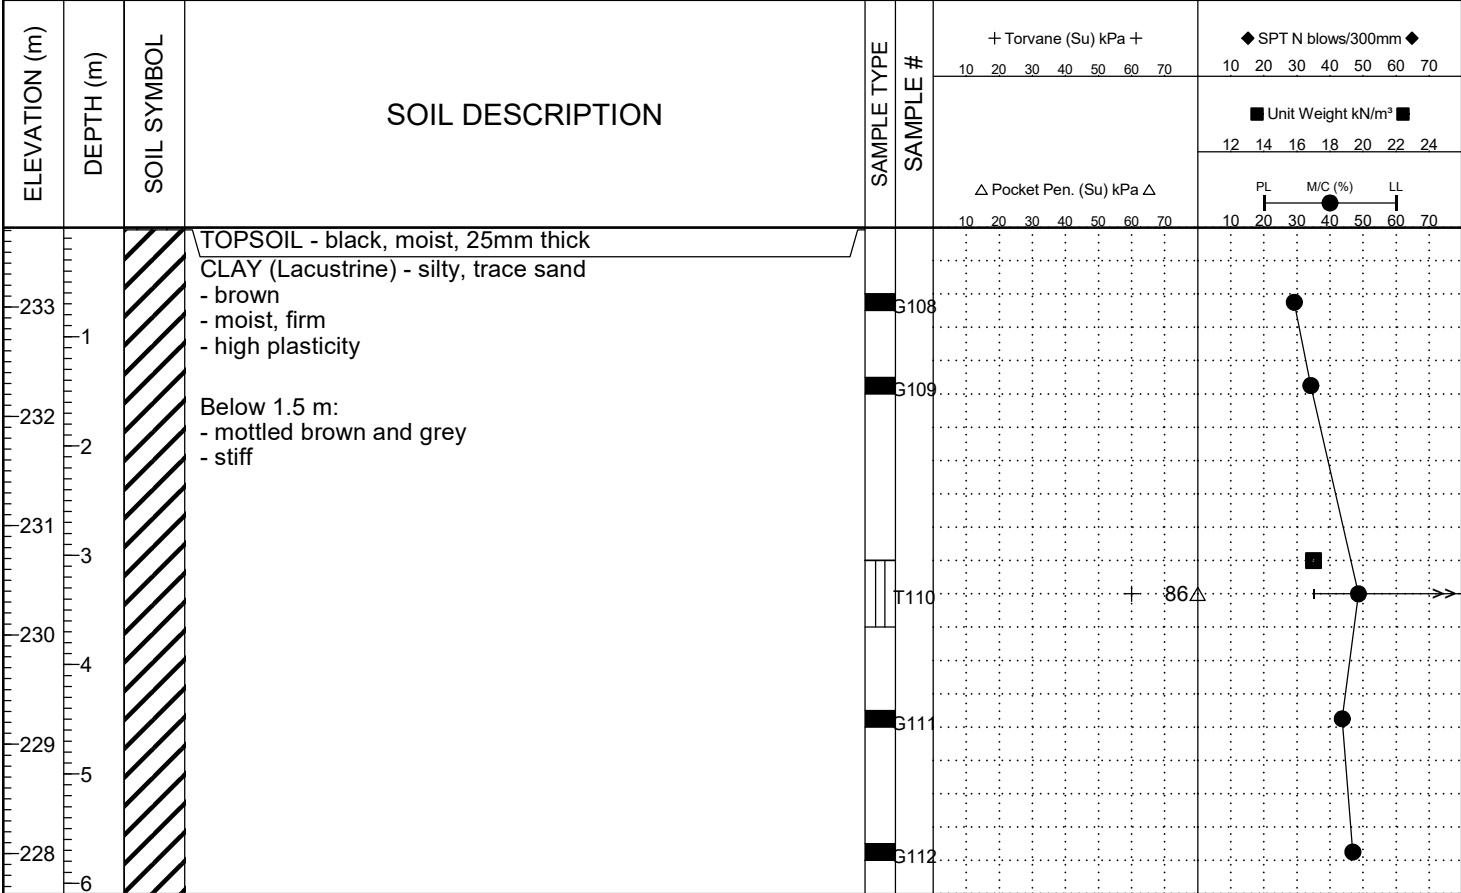 ELEVATION (m)
DEPTH (m)
SOIL SYMBOL
SOIL DESCRIPTION
SAMPLE TYPE
SAMPLE #
+ Torvane (Su) kPa +
10 20 30 40 50 60 70
△ Pocket Pen. (Su) kPa △
10 20 30 40 50 60 70
◆ SPT N blows/300mm ◆
10 20 30 40 50 60 70
■ Unit Weight kN/m³ ■
12 14 16 18 20 22 24
PL M/C (%) LL
10 20 30 40 50 60 70
TOPSOIL - black, moist, 25mm thick
CLAY (Lacustrine) - silty, trace sand
- brown
- moist, firm
- high plasticity
Below 1.5 m:
- mottled brown and grey
- stiff
233
232
231
230
229
228
1
2
3
4
5
6
G108
G109
T110
G111
G112
86